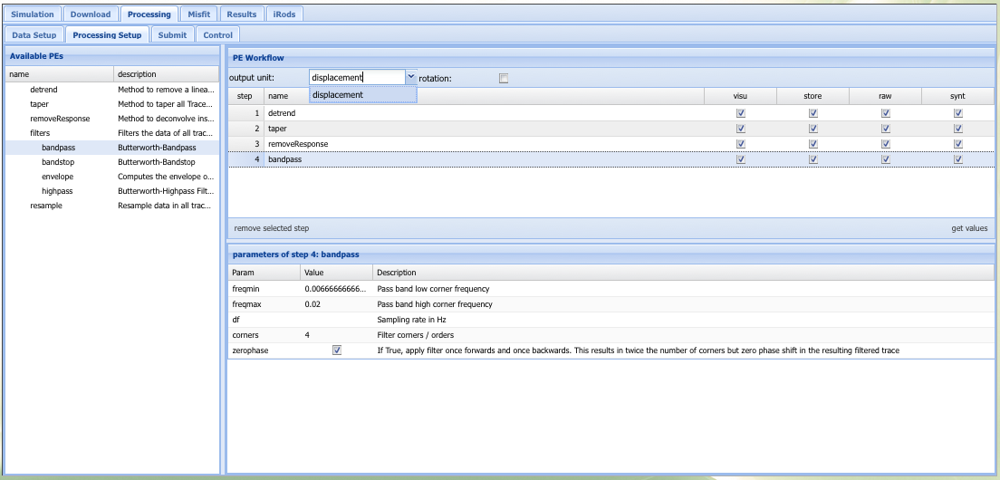 Simulation Download Processing Misfit Results iRods
Data Setup Processing Setup Submit Control
Available PEs
name description
detrend Method to remove a linea...
taper Method to taper all Trace...
removeResponse Method to deconvolve ins...
filters Filters the data of all trac...
bandpass Butterworth-Bandpass
bandstop Butterworth-Bandstop
envelope Computes the envelope o...
highpass Butterworth-Highpass Filt...
resample Resample data in all trac...
PE Workflow
output unit: displacement rotation:
displacement
step name visu store raw synt
1 detrend
2 taper
3 removeResponse
4 bandpass
remove selected step get values
parameters of step 4: bandpass
Param Value Description
freqmin 0.00666666666... Pass band low corner frequency
freqmax 0.02 Pass band high corner frequency
df Sampling rate in Hz
corners 4 Filter corners / orders
zerophase If True, apply filter once forwards and once backwards. This results in twice the number of corners but zero phase shift in the resulting filtered trace